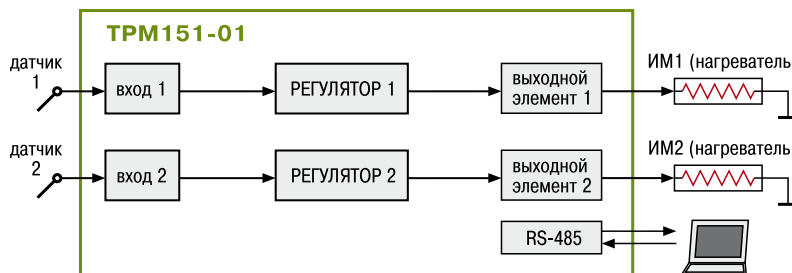 ТРМ151-01
датчик
1
вход 1
РЕГУЛЯТОР 1
выходной
элемент 1
ИМ1 (нагреватель
датчик
2
вход 2
РЕГУЛЯТОР 2
выходной
элемент 2
ИМ2 (нагреватель
RS-485